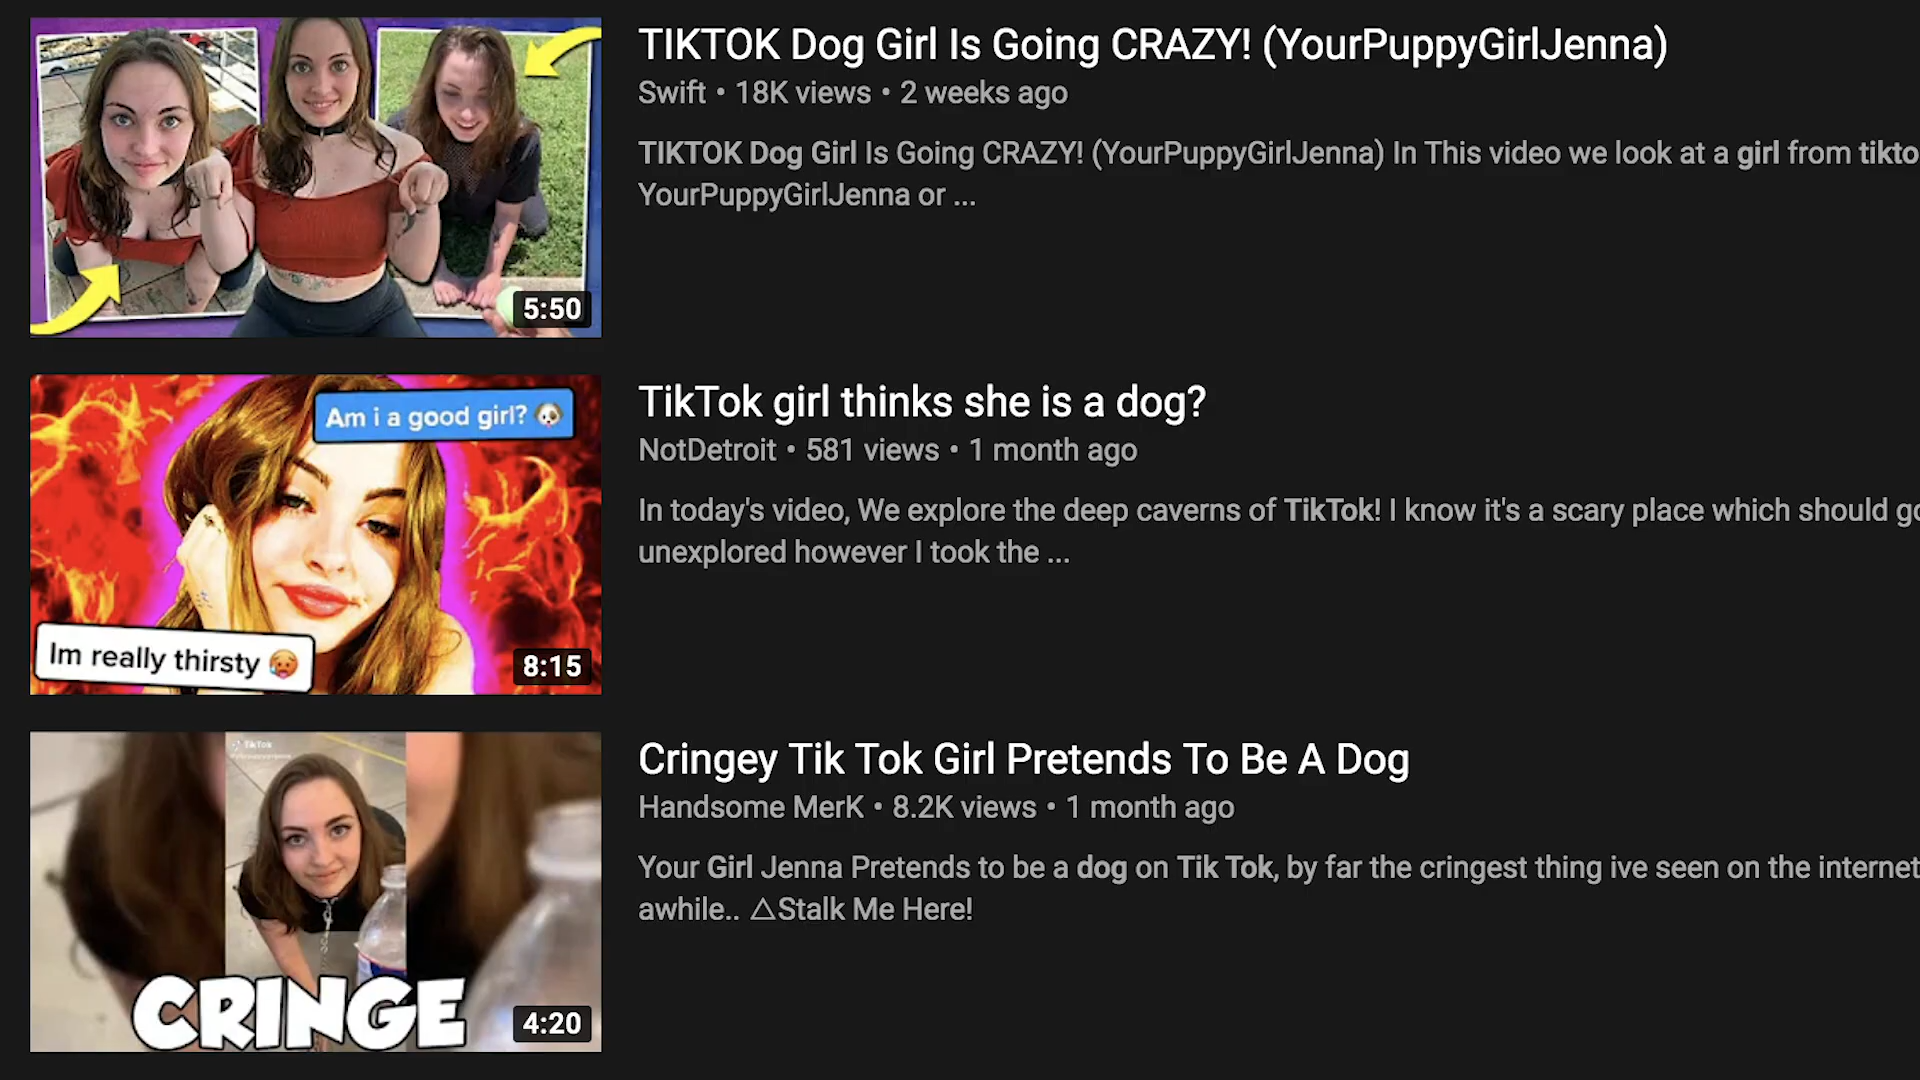 TIKTOK Dog Girl Is Going CRAZY! (YourPuppyGirlJenna)
Swift • 18K views • 2 weeks ago
TIKTOK Dog Girl Is Going CRAZY! (YourPuppyGirlJenna) In This video we look at a girl from tikto
YourPuppyGirlJenna or ...
5:50
Am i a good girl? 🐶
Im really thirsty 🥵
8:15
TikTok girl thinks she is a dog?
NotDetroit • 581 views • 1 month ago
In today's video, We explore the deep caverns of TikTok! I know it's a scary place which should go
unexplored however I took the ...
TikTok
CRINGE
4:20
Cringey Tik Tok Girl Pretends To Be A Dog
Handsome MerK • 8.2K views • 1 month ago
Your Girl Jenna Pretends to be a dog on Tik Tok, by far the cringest thing ive seen on the internet
awhile.. △Stalk Me Here!